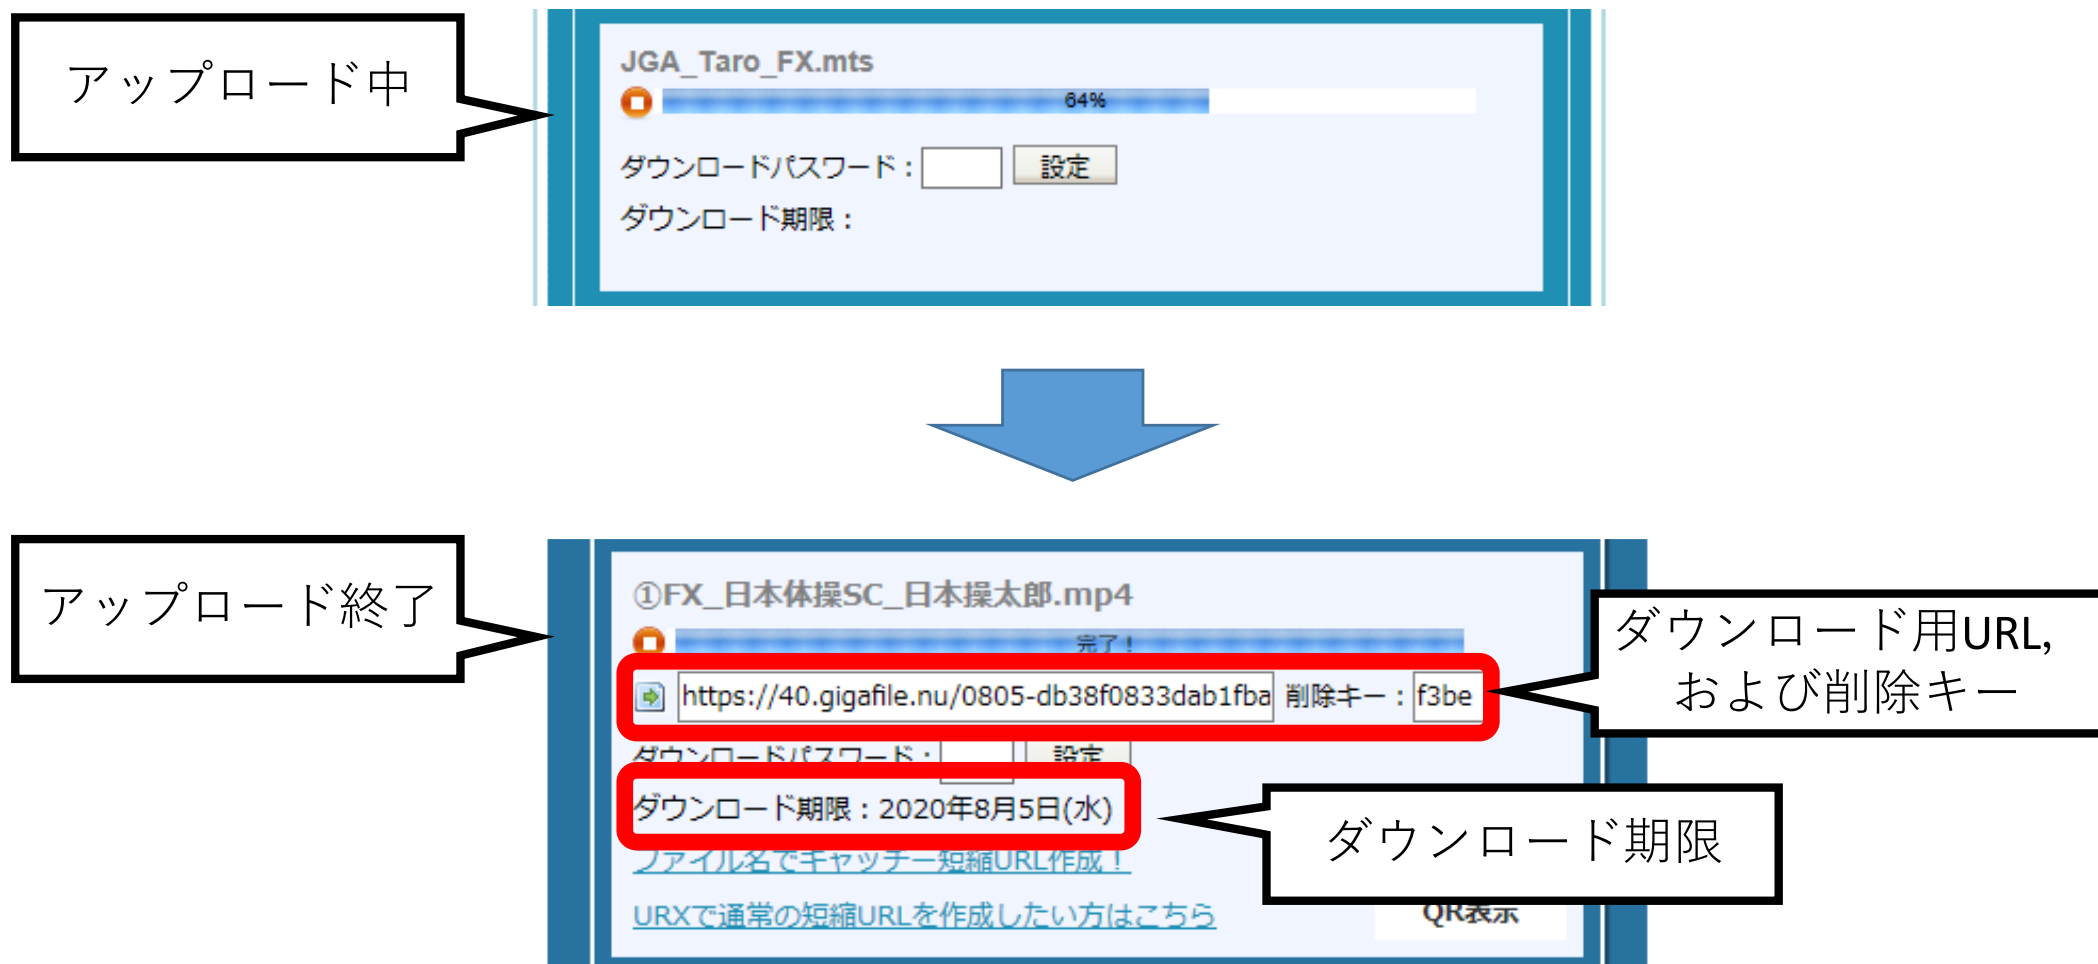 アップロード中
JGA_Taro_FX.mts
64%
ダウンロードパスワード：
設定
ダウンロード期限：
アップロード終了
①FX_日本体操SC_日本操太郎.mp4
完了！
https://40.gigafile.nu/0805-db38f0833dab1fba 削除キー：f3be
ダウンロード用URL,
および削除キー
ダウンロードパスワード：
設定
ダウンロード期限：2020年8月5日(水)
ダウンロード期限
ファイル名でキャッチー短縮URL作成！
URXで通常の短縮URLを作成したい方はこちら
QR表示